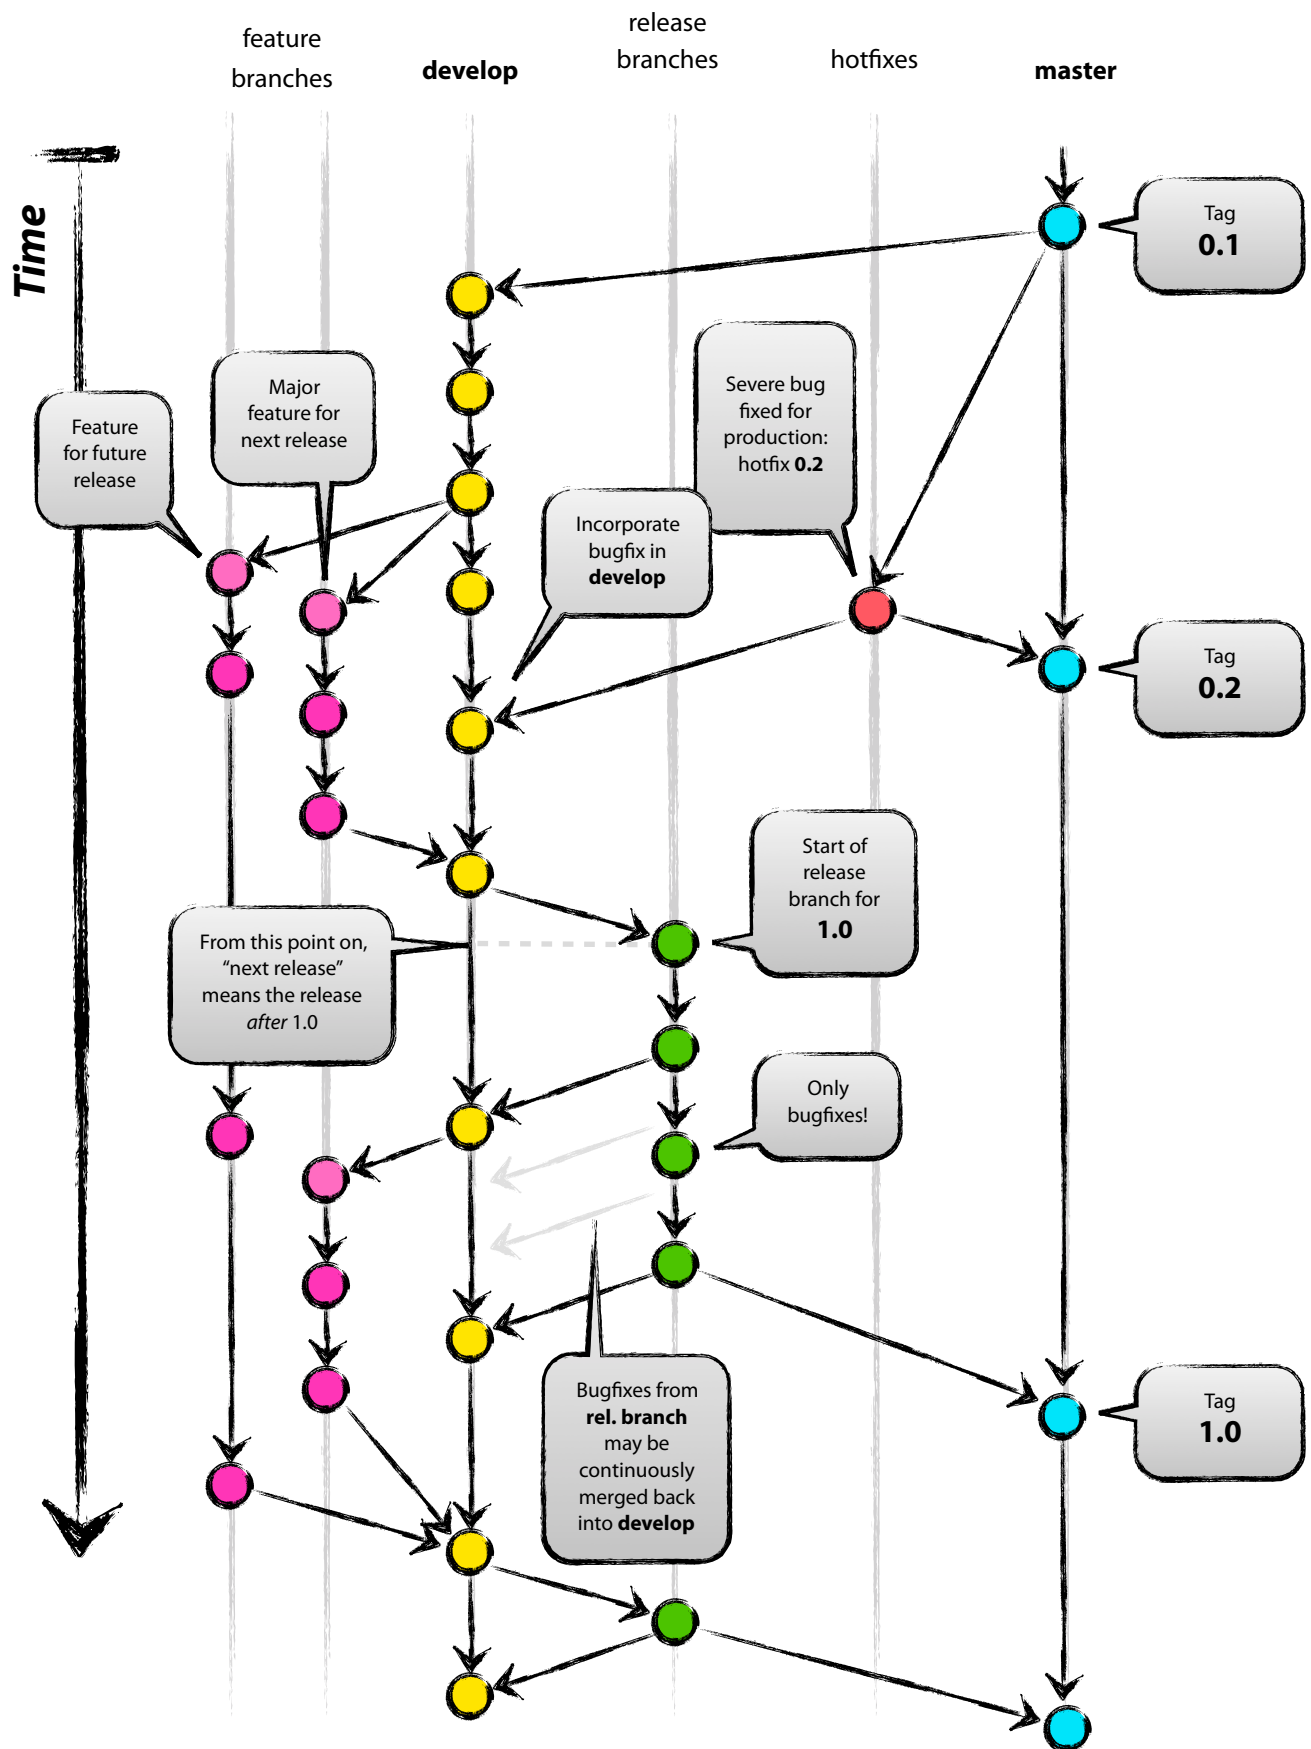 feature
branches
develop
release
branches
hotfixes
master
Time
Tag
0.1
Major
feature for
next release
Feature
for future
release
Severe bug
fixed for
production:
hotfix 0.2
Incorporate
bugfix in
develop
Tag
0.2
Start of
release
branch for
1.0
From this point on,
“next release”
means the release
after 1.0
Only
bugfixes!
Bugfixes from
rel. branch
may be
continuously
merged back
into develop
Tag
1.0